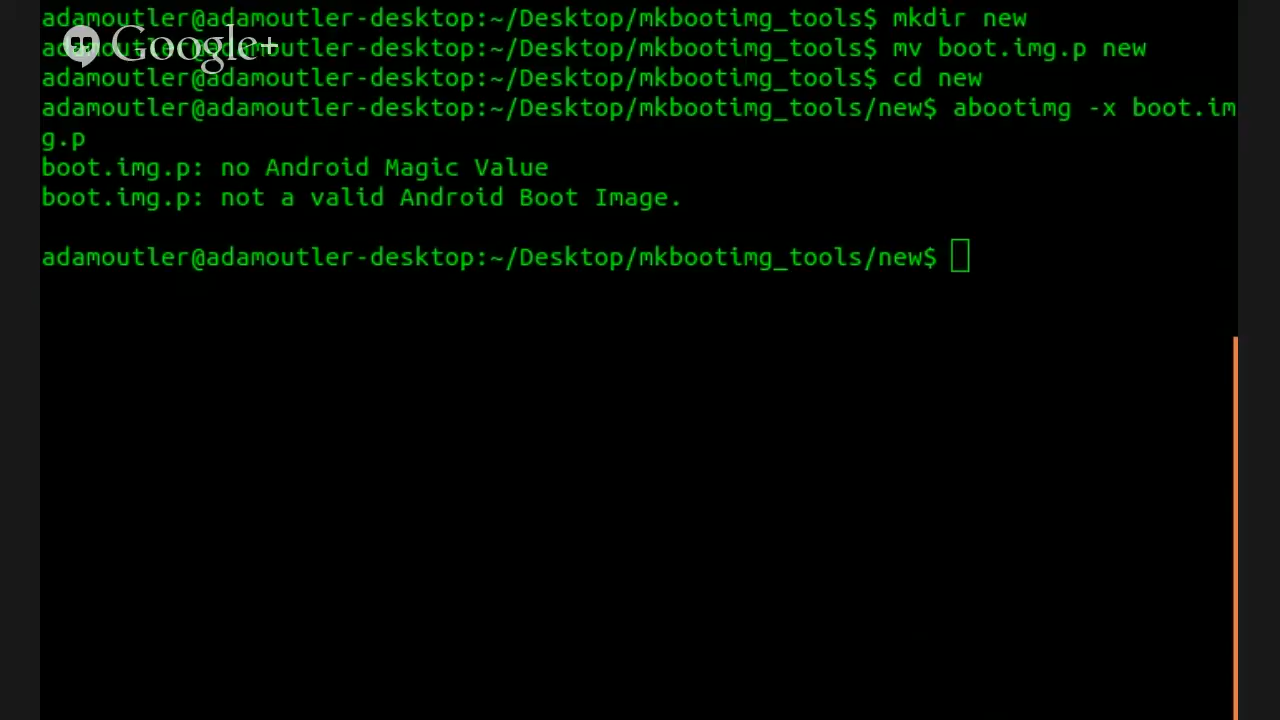 adamoutler@adamoutler-desktop:~/Desktop/mkbootimg_tools$ mkdir new
Google+
adamoutler@adamoutler-desktop:~/Desktop/mkbootimg_tools$ mv boot.img.p new
adamoutler@adamoutler-desktop:~/Desktop/mkbootimg_tools$ cd new
adamoutler@adamoutler-desktop:~/Desktop/mkbootimg_tools/new$ abootimg -x boot.im
g.p
boot.img.p: no Android Magic Value
boot.img.p: not a valid Android Boot Image.
adamoutler@adamoutler-desktop:~/Desktop/mkbootimg_tools/new$